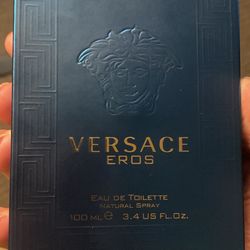 VERSACE
EROS
EAU DE TOILETTE
NATURAL SPRAY
100 ML ℮ 3.4 US FL.OZ.